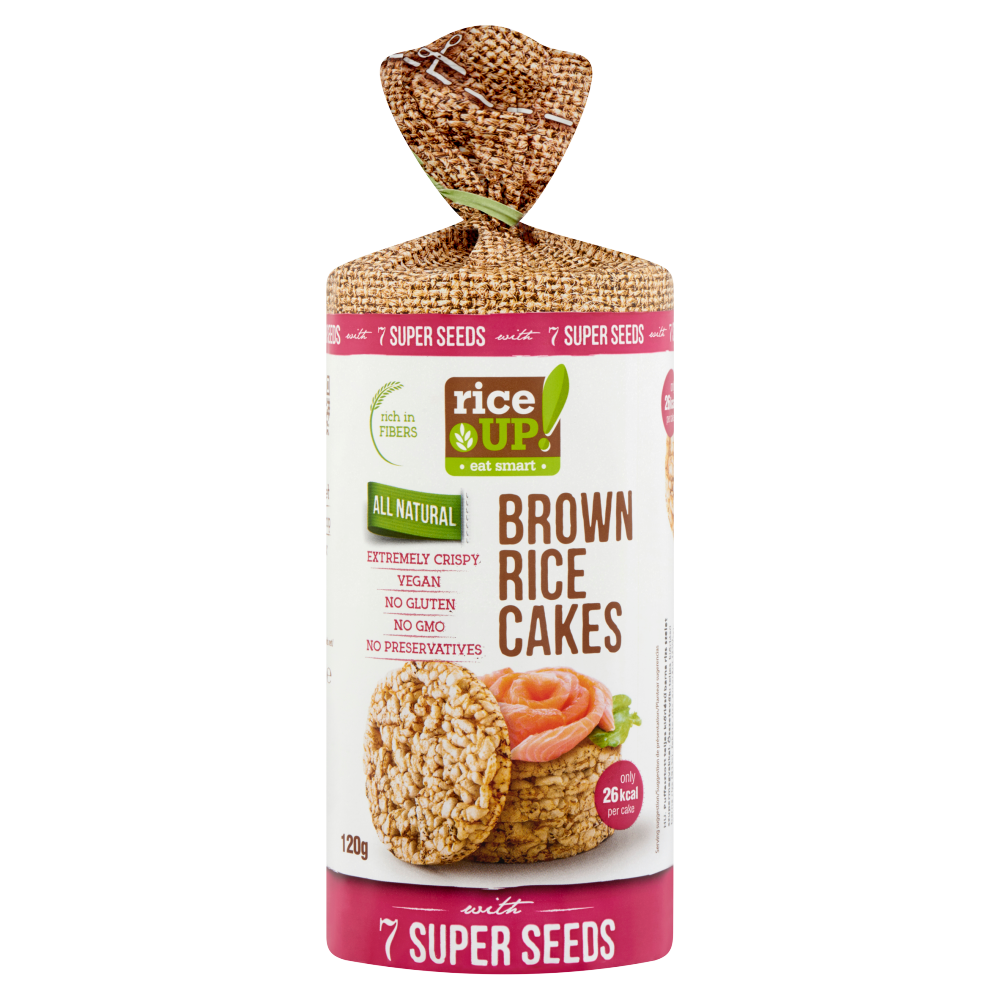 with 7 SUPER SEEDS with 7 SUPER SEEDS with
rich in
FIBERS
rice
UP!
• eat smart •
ALL NATURAL
EXTREMELY CRISPY
VEGAN
NO GLUTEN
NO GMO
NO PRESERVATIVES
BROWN
RICE
CAKES
only
26 kcal
per cake
120g
with
7 SUPER SEEDS